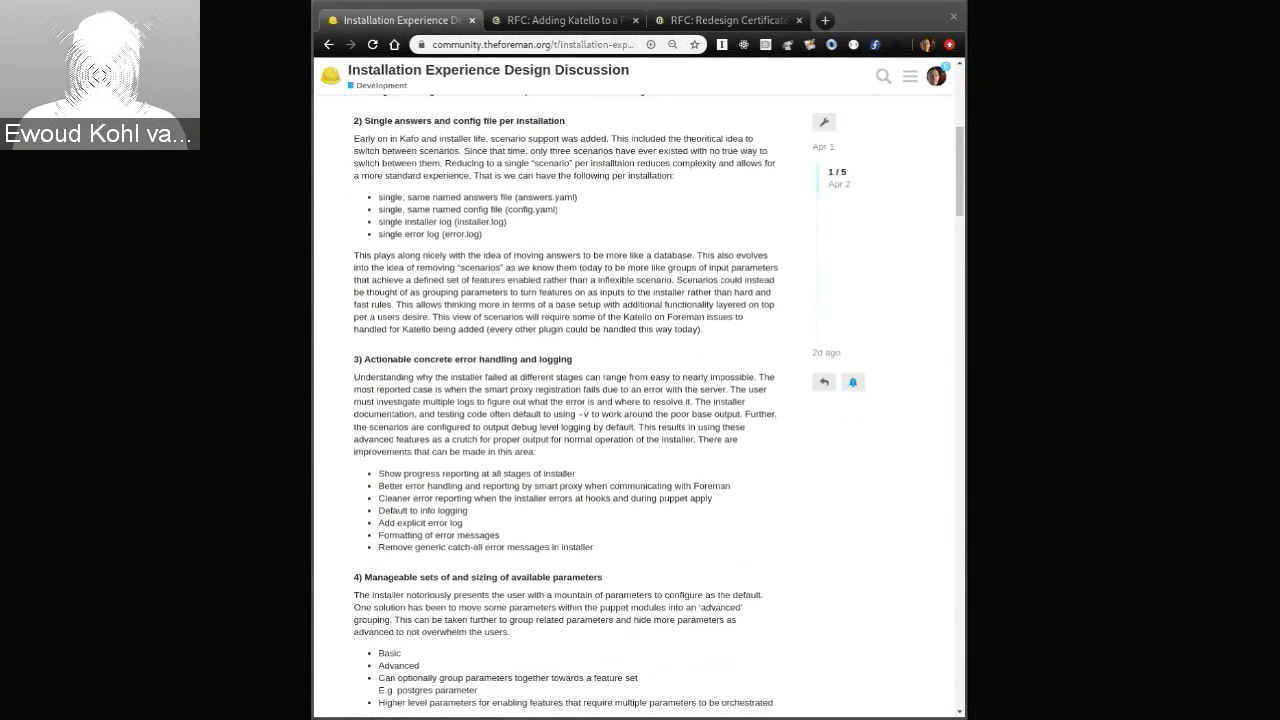 Installation Experience De
RFC: Adding Katello to a F
RFC: Redesign Certificate
community.theforeman.org/t/installation-exp...
Ewoud Kohl va...
Installation Experience Design Discussion
Development
2) Single answers and config file per installation
Early on in Kafo and installer life, scenario support was added. This included the theoritical idea to
switch between scenarios. Since that time, only three scenarios have ever existed with no true way to
switch between them. Reducing to a single “scenario” per installtaion reduces complexity and allows for
a more standard experience. That is we can have the following per installation:
single, same named answers file (answers.yaml)
single, same named config file (config.yaml)
single installer log (installer.log)
single error log (error.log)
This plays along nicely with the idea of moving answers to be more like a database. This also evolves
into the idea of removing “scenarios” as we know them today to be more like groups of input parameters
that achieve a defined set of features enabled rather than a inflexible scenario. Scenarios could instead
be thought of as grouping parameters to turn features on as inputs to the installer rather than hard and
fast rules. This allows thinking more in terms of a base setup with additional functionality layered on top
per a users desire. This view of scenarios will require some of the Katello on Foreman issues to
handled for Katello being added (every other plugin could be handled this way today).
3) Actionable concrete error handling and logging
Understanding why the installer failed at different stages can range from easy to nearly impossible. The
most reported case is when the smart proxy registration fails due to an error with the server. The user
must investigate multiple logs to figure out what the error is and where to resolve it. The installer
documentation, and testing code often default to using -v to work around the poor base output. Further,
the scenarios are configured to output debug level logging by default. This results in using these
advanced features as a crutch for proper output for normal operation of the installer. There are
improvements that can be made in this area:
Show progress reporting at all stages of installer
Better error handling and reporting by smart proxy when communicating with Foreman
Cleaner error reporting when the installer errors at hooks and during puppet apply
Default to info logging
Add explicit error log
Formatting of error messages
Remove generic catch-all error messages in installer
4) Manageable sets of and sizing of available parameters
The installer notoriously presents the user with a mountain of parameters to configure as the default.
One solution has been to move some parameters within the puppet modules into an ‘advanced’
grouping. This can be taken further to group related parameters and hide more parameters as
advanced to not overwhelm the users.
Basic
Advanced
Can optionally group parameters together towards a feature set
E.g. postgres parameter
Higher level parameters for enabling features that require multiple parameters to be orchestrated
Apr 1
1 / 5
Apr 2
2d ago